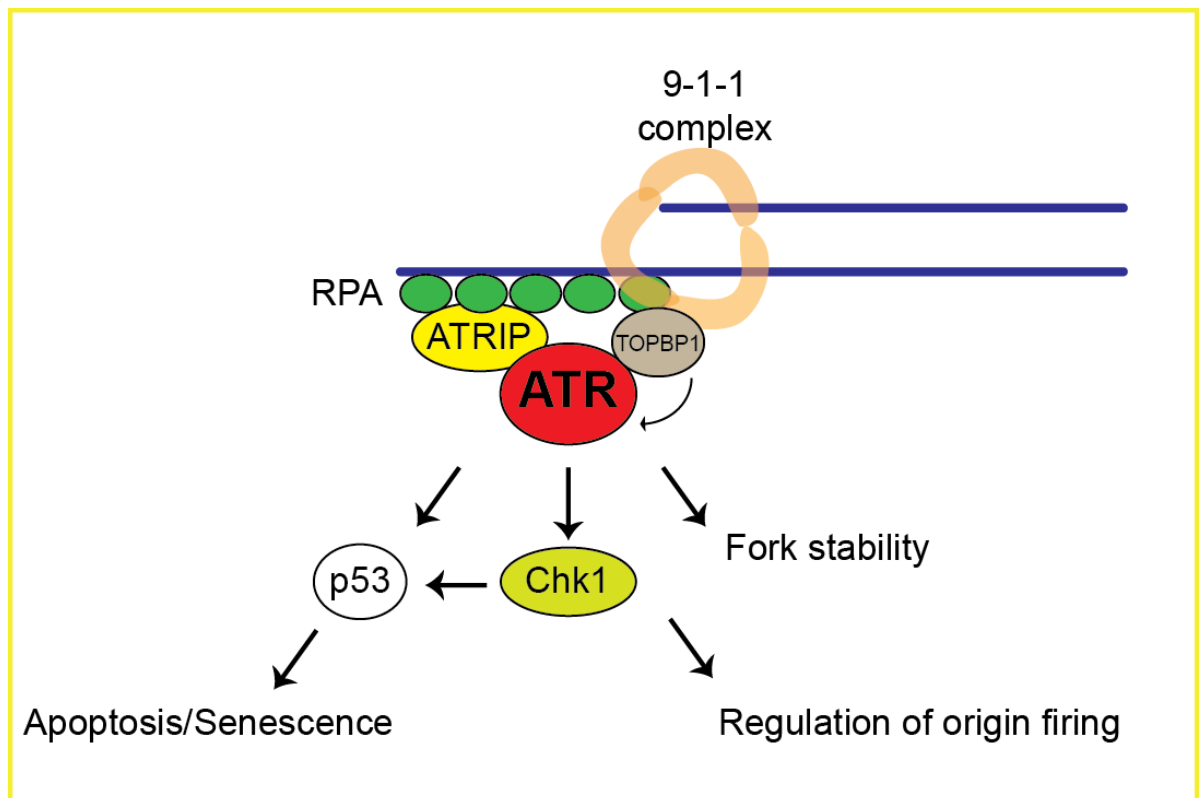 9-1-1
complex
RPA
ATRIP
TOPBP1
ATR
Fork stability
p53
Chk1
Apoptosis/Senescence
Regulation of origin firing